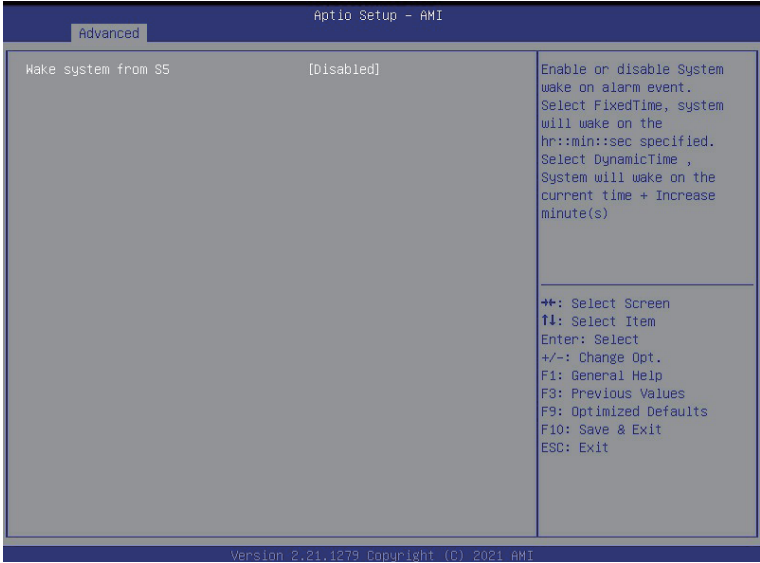 Aptio Setup – AMI
Advanced
Wake system from S5 [Disabled]
Enable or disable System
wake on alarm event.
Select FixedTime, system
will wake on the
hr::min::sec specified.
Select DynamicTime ,
System will wake on the
current time + Increase
minute(s)
→←: Select Screen
↑↓: Select Item
Enter: Select
+/-: Change Opt.
F1: General Help
F3: Previous Values
F9: Optimized Defaults
F10: Save & Exit
ESC: Exit
Version 2.21.1279 Copyright (C) 2021 AMI